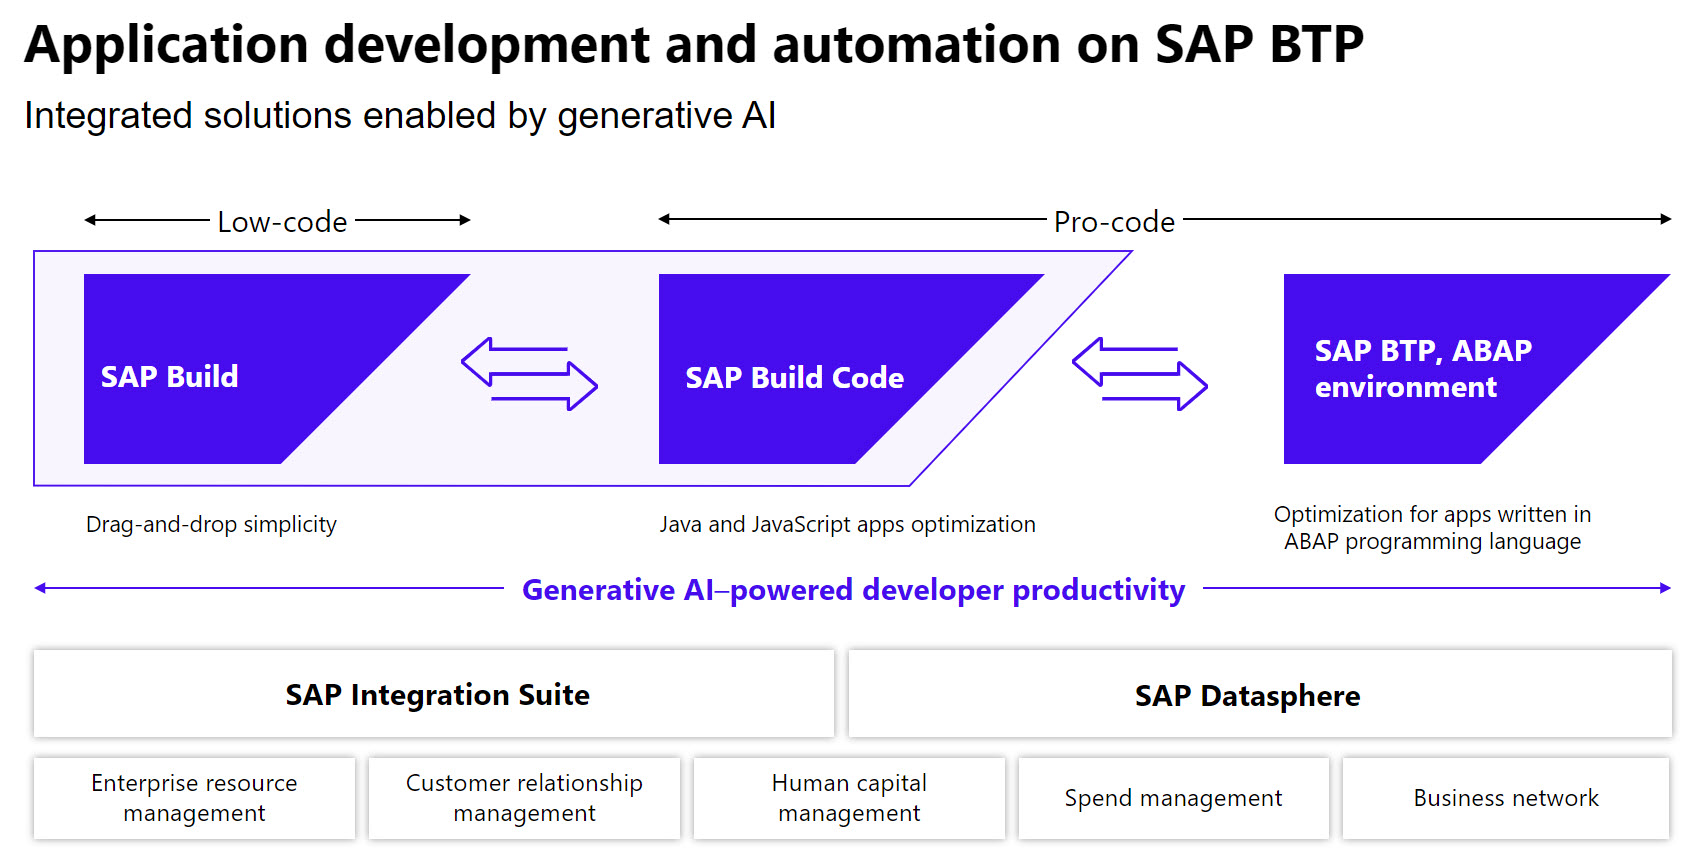 Application development and automation on SAP BTP
Integrated solutions enabled by generative AI
Low-code
Pro-code
SAP Build
SAP Build Code
SAP BTP, ABAP
environment
Drag-and-drop simplicity
Java and JavaScript apps optimization
Optimization for apps written in
ABAP programming language
Generative AI–powered developer productivity
SAP Integration Suite
SAP Datasphere
Enterprise resource
management
Customer relationship
management
Human capital
management
Spend management
Business network